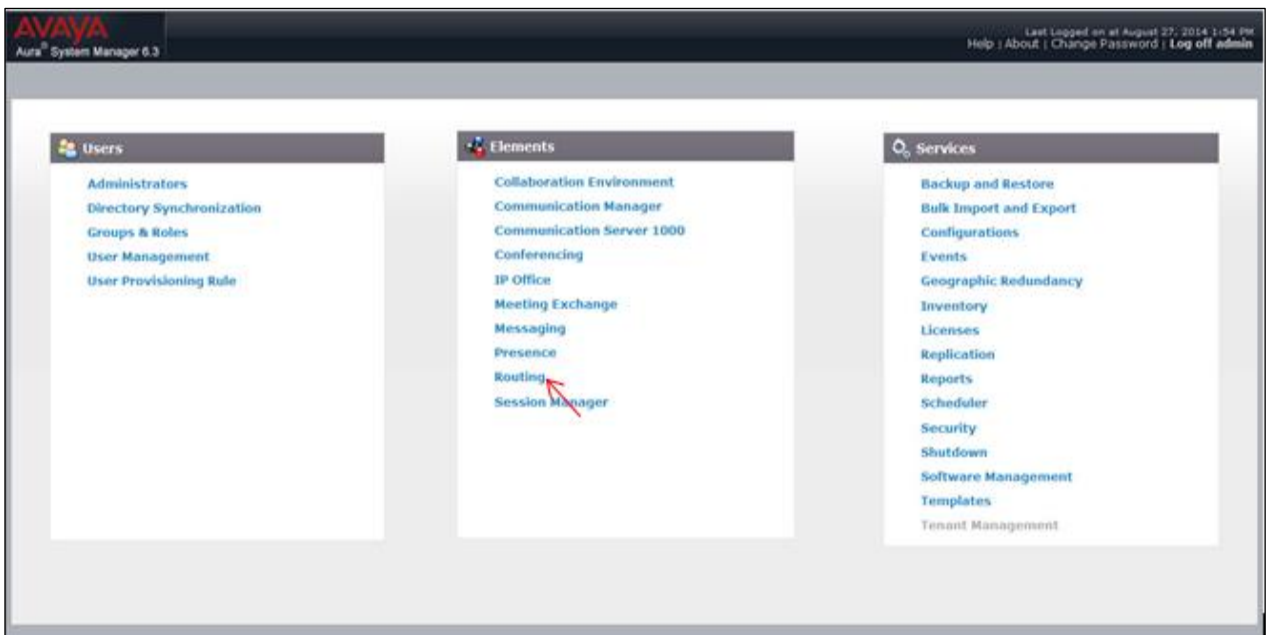 AVAYA
Aura® System Manager 6.3
Last Logged on at August 27, 2014 1:54 PM
Help | About | Change Password | Log off admin
Users
Administrators
Directory Synchronization
Groups & Roles
User Management
User Provisioning Rule
Elements
Collaboration Environment
Communication Manager
Communication Server 1000
Conferencing
IP Office
Meeting Exchange
Messaging
Presence
Routing
Session Manager
Services
Backup and Restore
Bulk Import and Export
Configurations
Events
Geographic Redundancy
Inventory
Licenses
Replication
Reports
Scheduler
Security
Shutdown
Software Management
Templates
Tenant Management